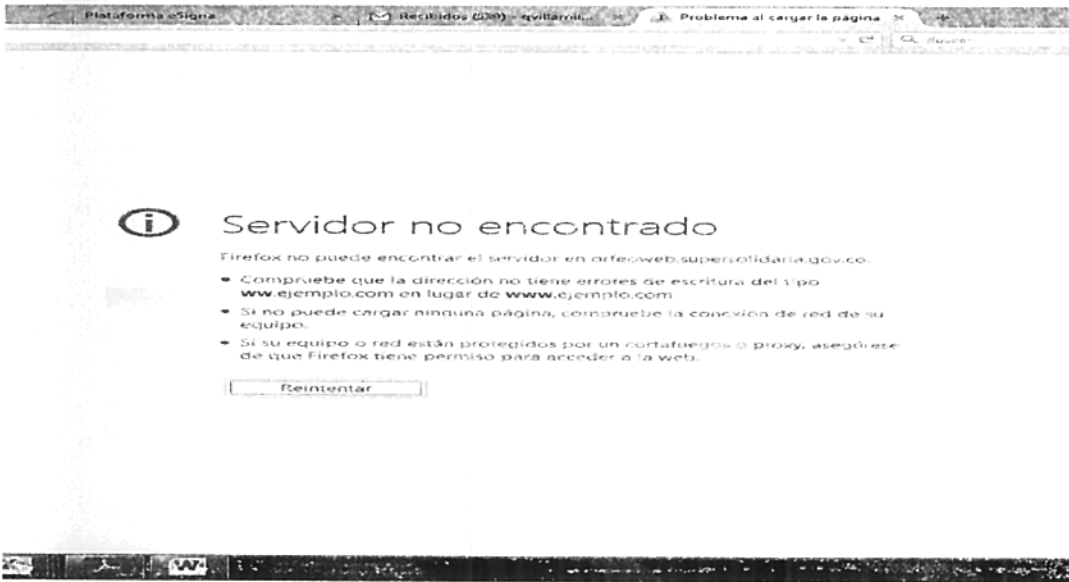 Plataforma eSigna
Recibidos (539) - qvillamil...
Problema al cargar la página
Buscar
Servidor no encontrado
Firefox no puede encontrar el servidor en orfeoweb.supersolidaria.gov.co.
• Compruebe que la dirección no tiene errores de escritura del tipo
ww.ejemplo.com en lugar de www.ejemplo.com
• Si no puede cargar ninguna página, compruebe la conexión de red de su
equipo.
• Si su equipo o red están protegidos por un cortafuegos o proxy, asegúrese
de que Firefox tiene permiso para acceder a la web.
Reintentar